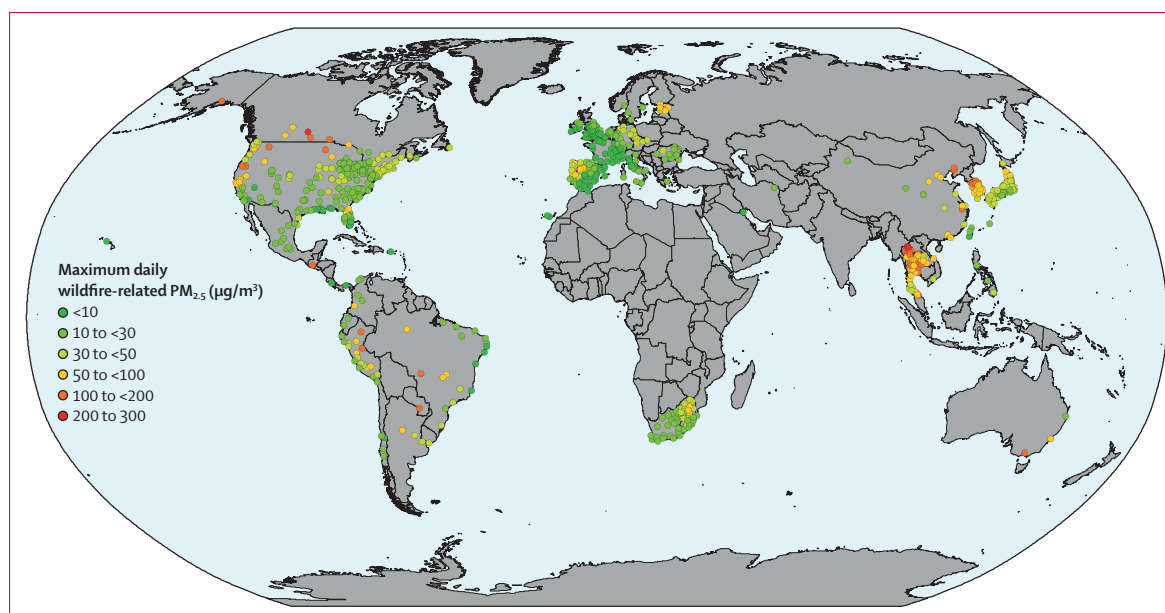 Maximum daily
wildfire-related PM₂.₅ (µg/m³)
<10
10 to <30
30 to <50
50 to <100
100 to <200
200 to 300